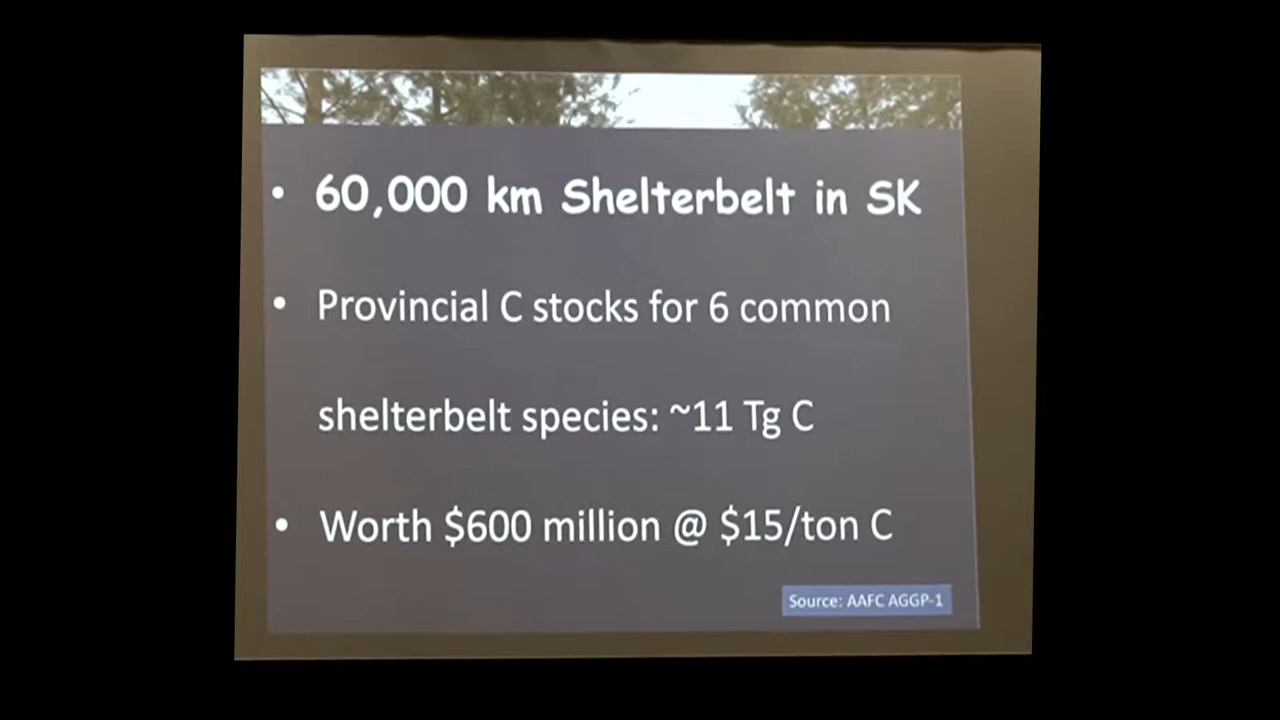 • 60,000 km Shelterbelt in SK
• Provincial C stocks for 6 common
shelterbelt species: ~11 Tg C
• Worth $600 million @ $15/ton C
Source: AAFC AGGP-1